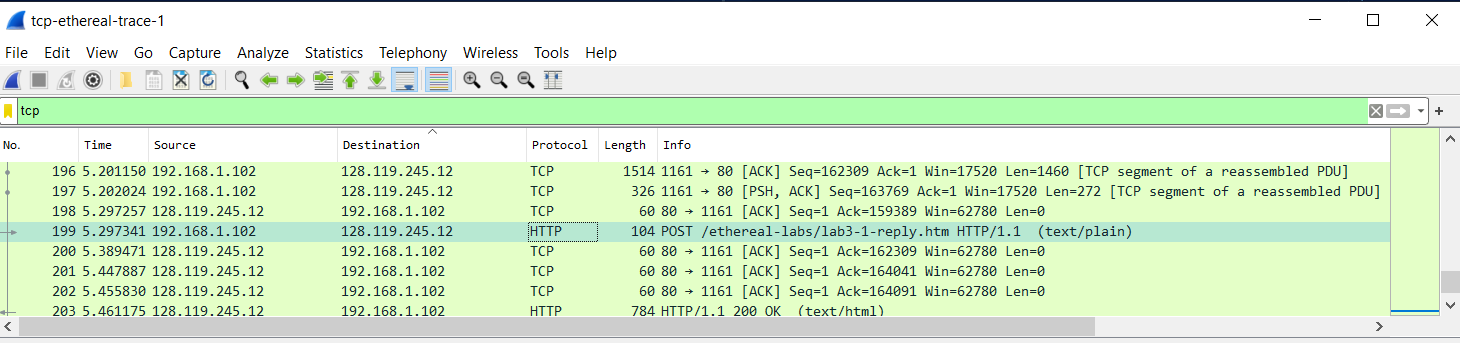 tcp-ethereal-trace-1
File Edit View Go Capture Analyze Statistics Telephony Wireless Tools Help
tcp
No. Time Source Destination Protocol Length Info
196 5.201150 192.168.1.102 128.119.245.12 TCP 1514 1161 → 80 [ACK] Seq=162309 Ack=1 Win=17520 Len=1460 [TCP segment of a reassembled PDU]
197 5.202024 192.168.1.102 128.119.245.12 TCP 326 1161 → 80 [PSH, ACK] Seq=163769 Ack=1 Win=17520 Len=272 [TCP segment of a reassembled PDU]
198 5.297257 128.119.245.12 192.168.1.102 TCP 60 80 → 1161 [ACK] Seq=1 Ack=159389 Win=62780 Len=0
199 5.297341 192.168.1.102 128.119.245.12 HTTP 104 POST /ethereal-labs/lab3-1-reply.htm HTTP/1.1 (text/plain)
200 5.389471 128.119.245.12 192.168.1.102 TCP 60 80 → 1161 [ACK] Seq=1 Ack=162309 Win=62780 Len=0
201 5.447887 128.119.245.12 192.168.1.102 TCP 60 80 → 1161 [ACK] Seq=1 Ack=164041 Win=62780 Len=0
202 5.455830 128.119.245.12 192.168.1.102 TCP 60 80 → 1161 [ACK] Seq=1 Ack=164091 Win=62780 Len=0
203 5.461175 128.119.245.12 192.168.1.102 HTTP 784 HTTP/1.1 200 OK (text/html)